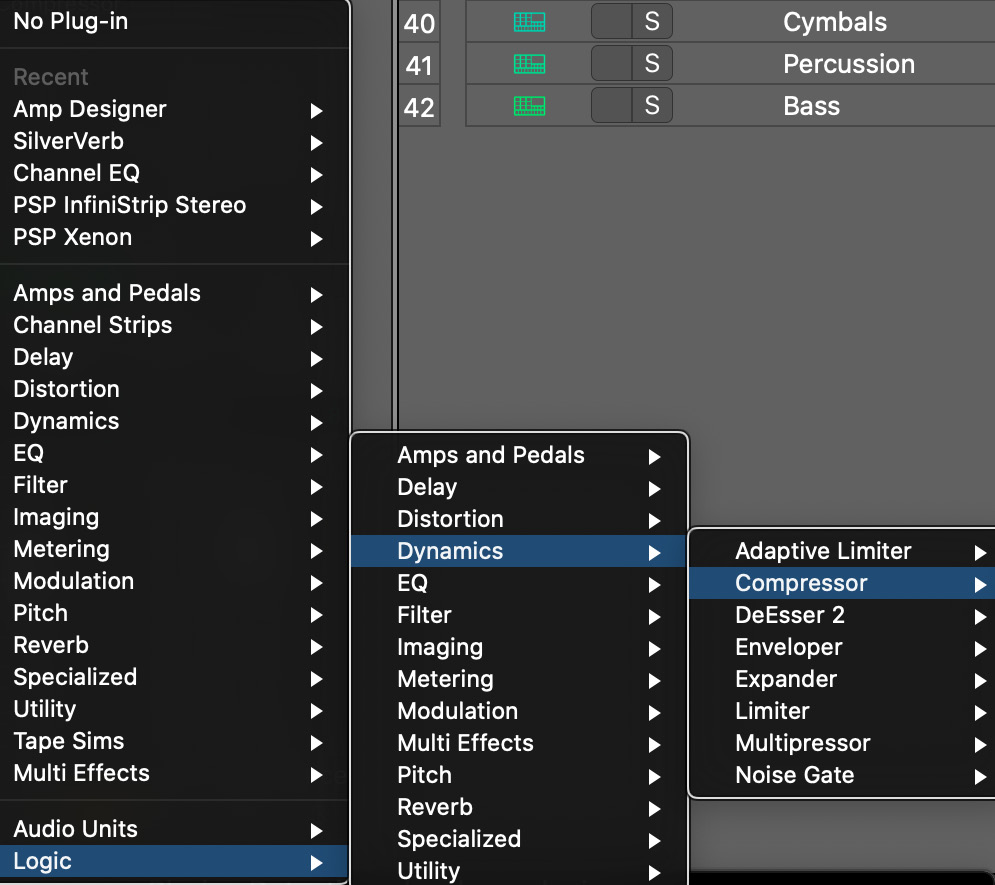 No Plug-in
Recent
Amp Designer
SilverVerb
Channel EQ
PSP InfiniStrip Stereo
PSP Xenon
Amps and Pedals
Channel Strips
Delay
Distortion
Dynamics
EQ
Filter
Imaging
Metering
Modulation
Pitch
Reverb
Specialized
Utility
Tape Sims
Multi Effects
Audio Units
Logic
Amps and Pedals
Delay
Distortion
Dynamics
EQ
Filter
Imaging
Metering
Modulation
Multi Effects
Pitch
Reverb
Specialized
Utility
Adaptive Limiter
Compressor
DeEsser 2
Enveloper
Expander
Limiter
Multipressor
Noise Gate
40 S Cymbals
41 S Percussion
42 S Bass